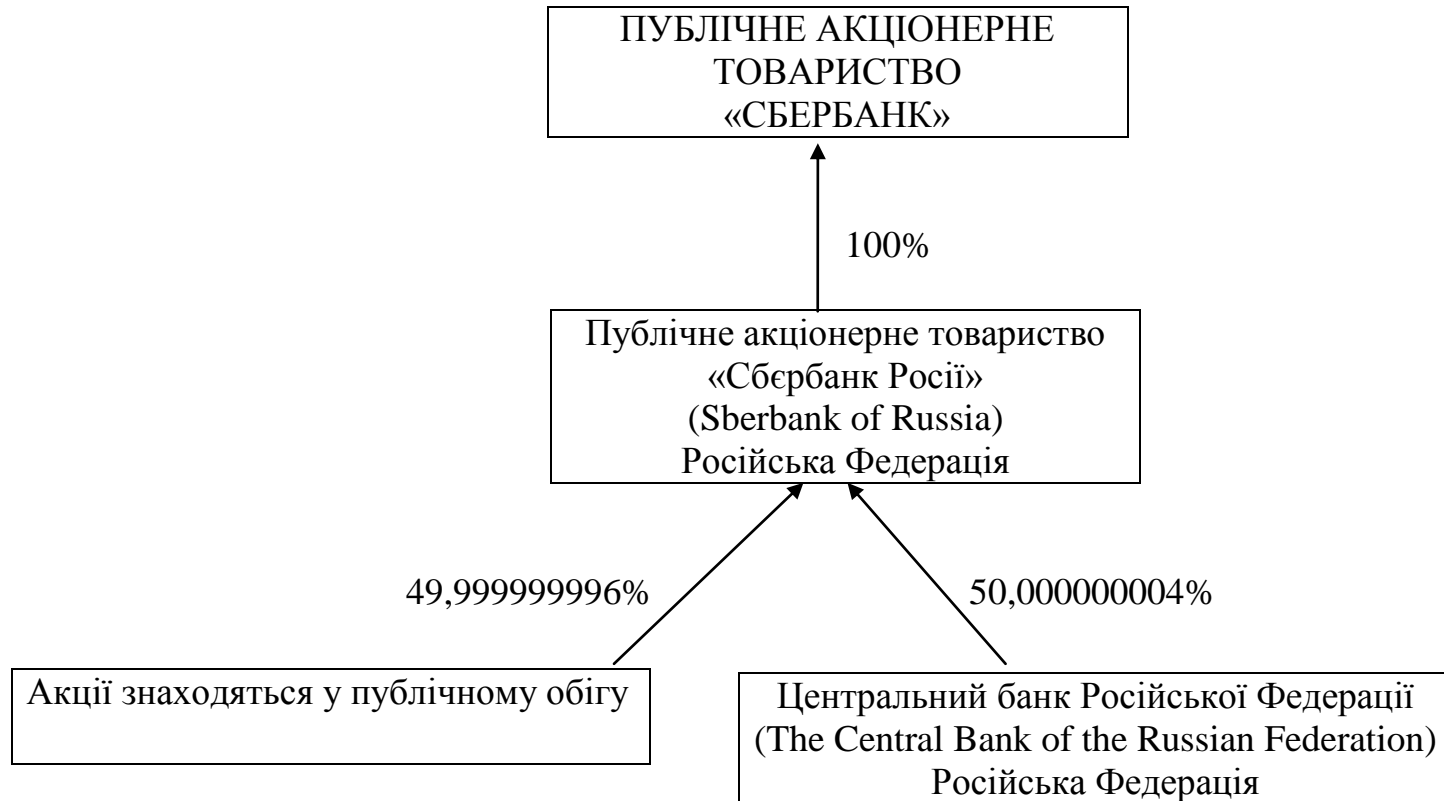 ПУБЛІЧНЕ АКЦІОНЕРНЕ
ТОВАРИСТВО
«СБЕРБАНК»
100%
Публічне акціонерне товариство
«Сбєрбанк Росії»
(Sberbank of Russia)
Російська Федерація
49,999999996%
50,000000004%
Акції знаходяться у публічному обігу
Центральний банк Російської Федерації
(The Central Bank of the Russian Federation)
Російська Федерація